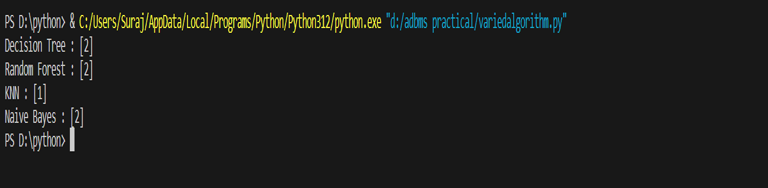 PS D:\python> & C:/Users/Suraj/AppData/Local/Programs/Python/Python312/python.exe "d:/adbms practical/variedalgorithm.py"
Decision Tree : [2]
Random Forest : [2]
KNN : [1]
Naive Bayes : [2]
PS D:\python>